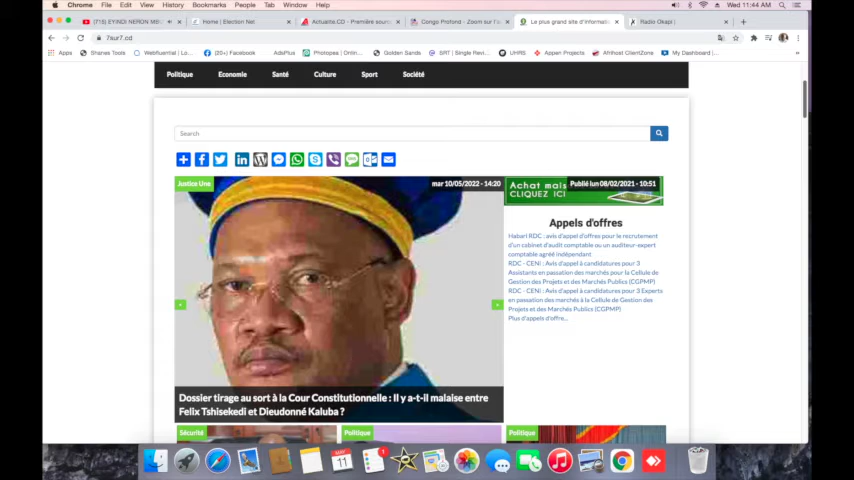 Chrome File Edit View History Bookmarks People Tab Window Help Wed 11:44 AM
Home | Election Net
Actualite.CD - Première sour
Congo Profond - Zoom sur l'a
Le plus grand site d'informatio
Radio Okapi |
7sur7.cd
Apps Shanes Tools Webfluential | Lo... (20+) Facebook AdsPlus Photopea | Onlin... Golden Sands SRT | Single Revi... UHRS Appen Projects Afrihost ClientZone My Dashboard |...
Politique Economie Santé Culture Sport Société
Search
Justice Une
mar 10/05/2022 - 14:20
Achat mais
CLIQUEZ ICI
Publié lun 08/02/2021 - 10:51
Appels d'offres
Habari RDC : avis d'appel d'offres pour le recrutement
d'un cabinet d'audit comptable ou un auditeur-expert
comptable agréé indépendant
RDC - CENI : Avis d'appel à candidatures pour 3
Assistants en passation des marchés pour la Cellule de
Gestion des Projets et des Marchés Publics (CGPMP)
RDC - CENI : Avis d'appel à candidatures pour 3 Experts
en passation des marchés à la Cellule de Gestion des
Projets et des Marchés Publics (CGPMP)
Plus d'appels d'offre...
Dossier tirage au sort à la Cour Constitutionnelle : Il y a-t-il malaise entre
Felix Tshisekedi et Dieudonné Kaluba ?
Sécurité
Politique
Politique
MAY
11
1